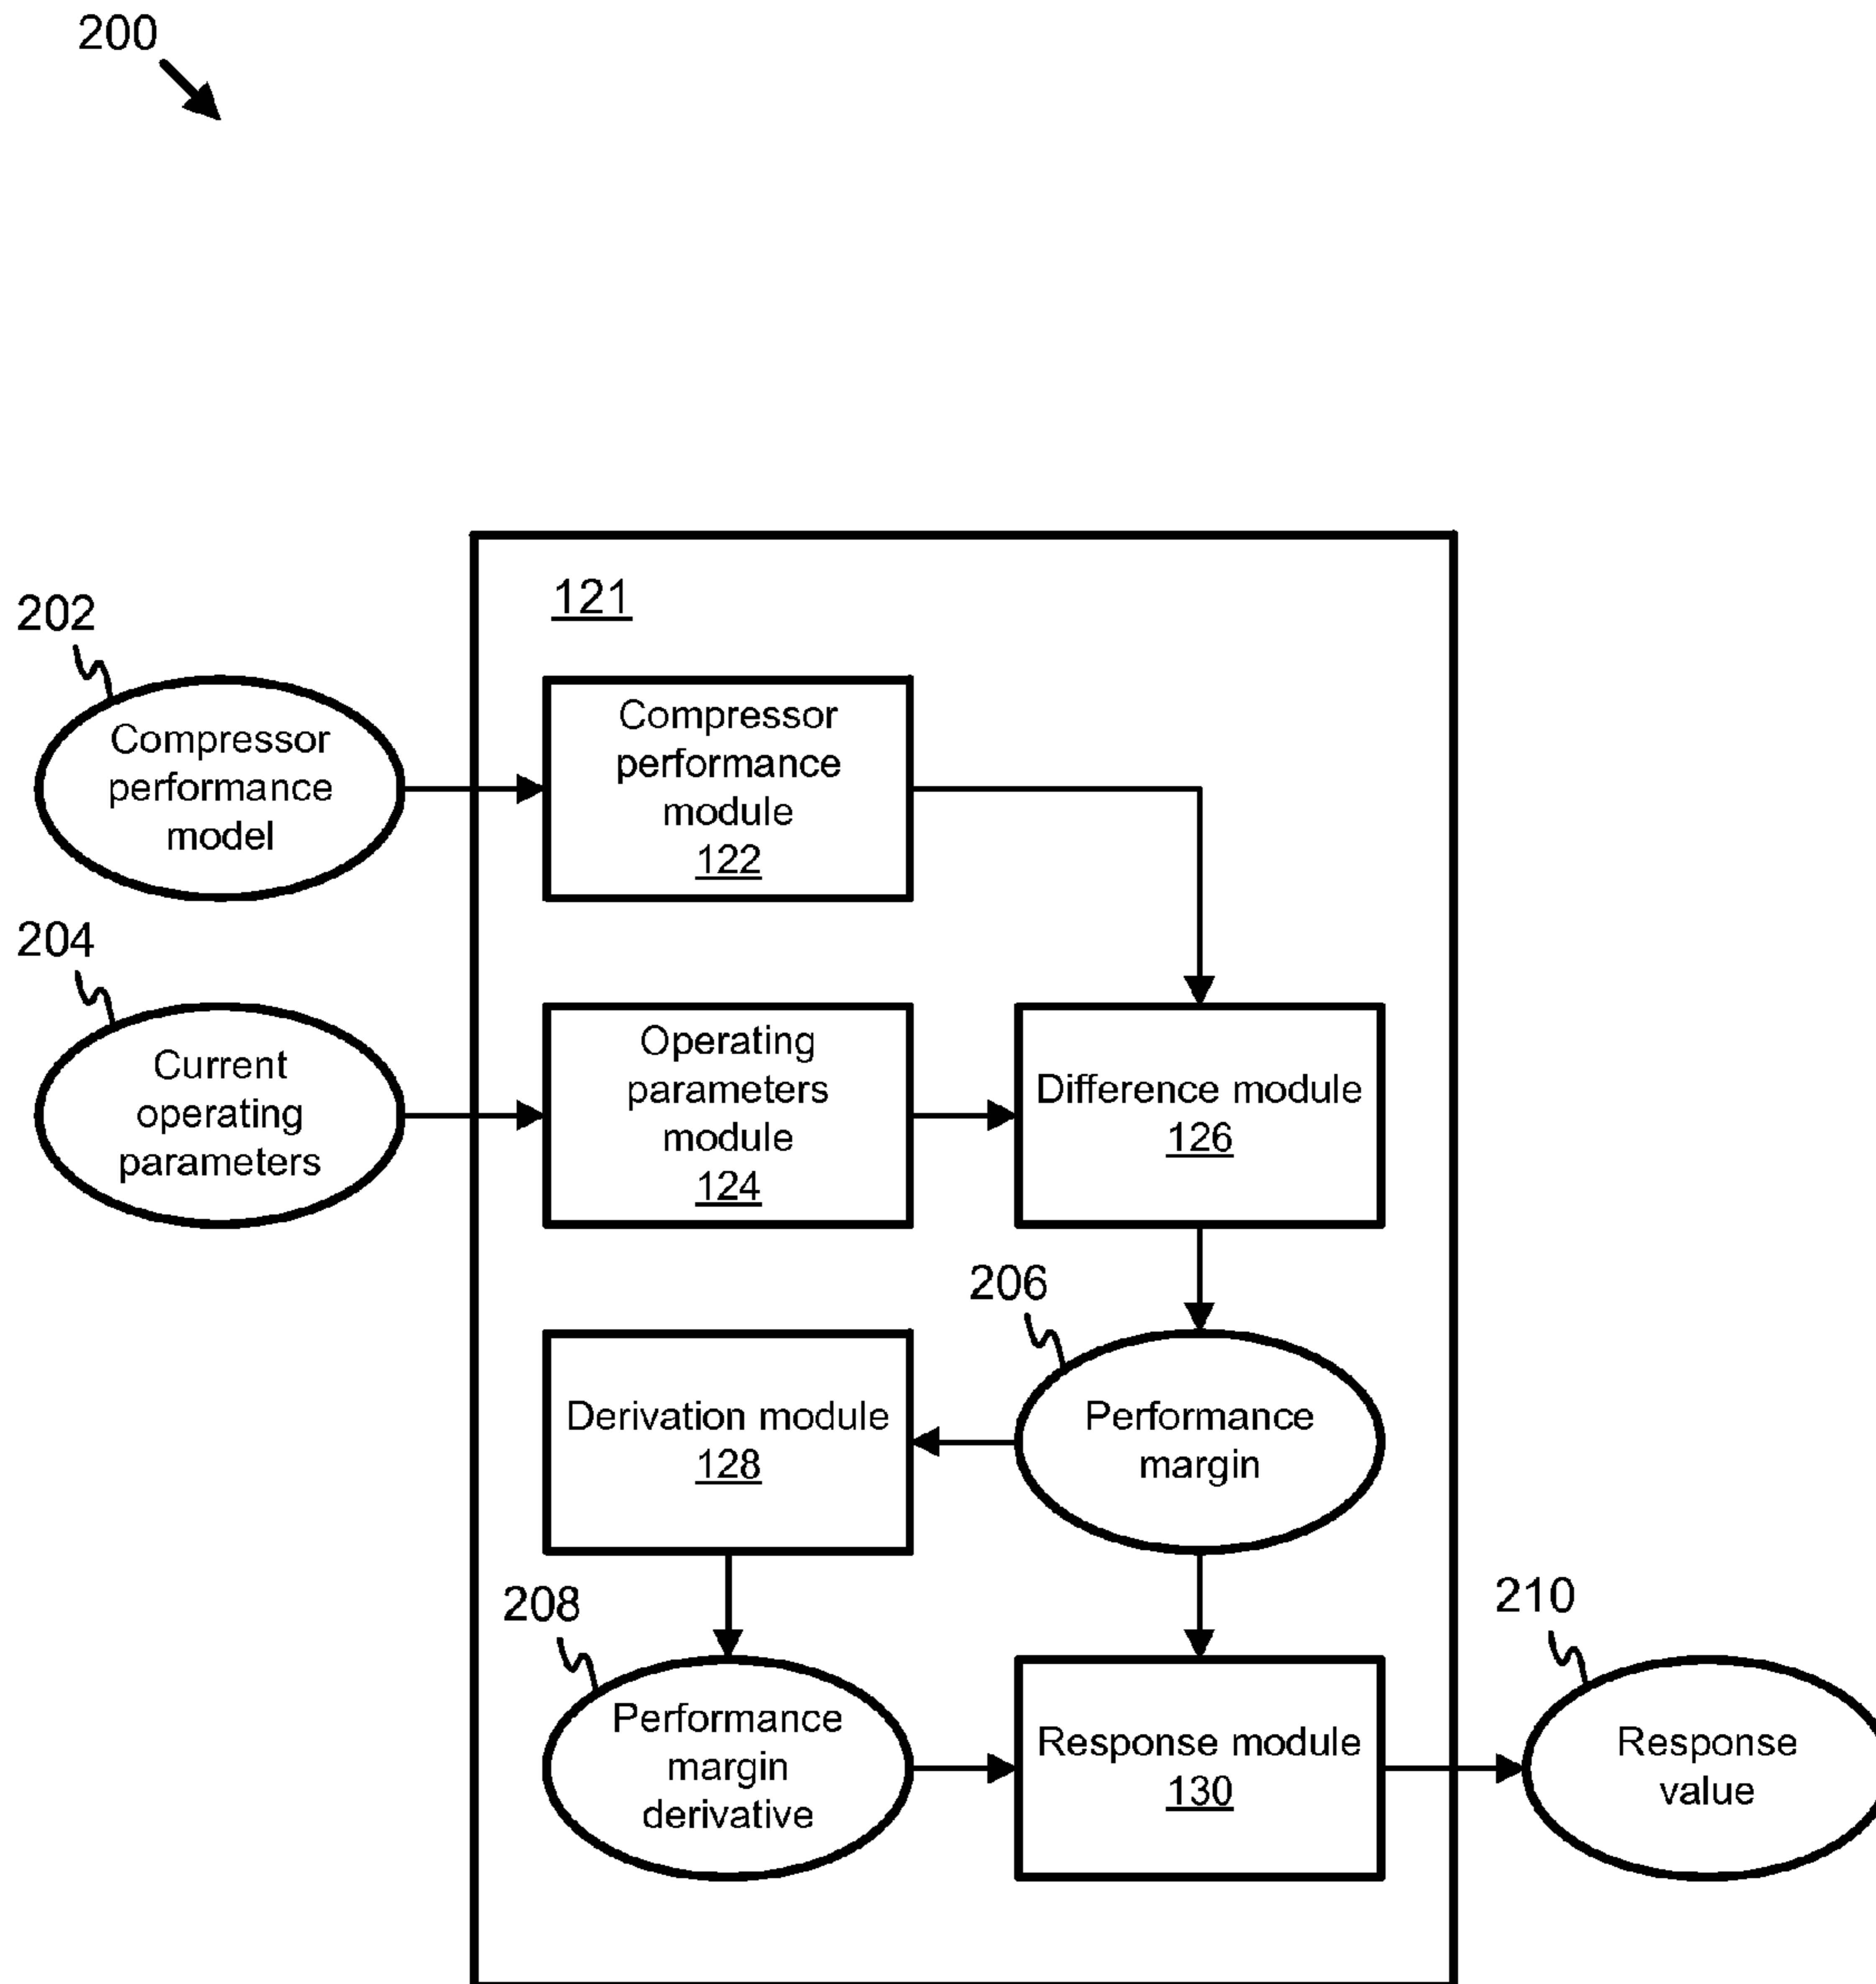 200
121
202
Compressor
performance
model
Compressor
performance
module
122
204
Current
operating
parameters
Operating
parameters
module
124
Difference module
126
206
Derivation module
128
Performance
margin
208
210
Performance
margin
derivative
Response module
130
Response
value